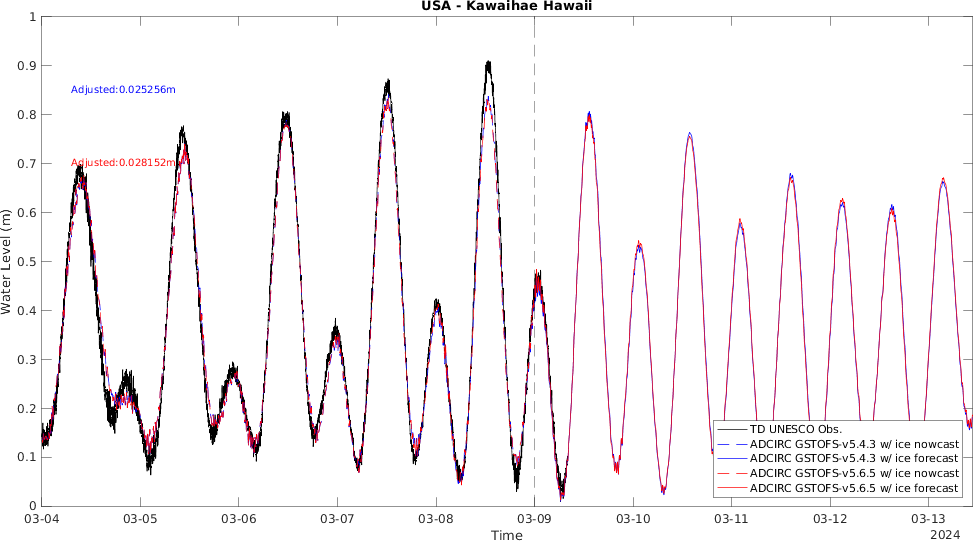 USA - Kawaihae Hawaii
1
0.9
0.8
0.7
0.6
0.5
0.4
0.3
0.2
0.1
0
Water Level (m)
Adjusted:0.025256m
Adjusted:0.028152m
TD UNESCO Obs.
ADCIRC GSTOFS-v5.4.3 w/ ice nowcast
ADCIRC GSTOFS-v5.4.3 w/ ice forecast
ADCIRC GSTOFS-v5.6.5 w/ ice nowcast
ADCIRC GSTOFS-v5.6.5 w/ ice forecast
03-04 03-05 03-06 03-07 03-08 03-09 03-10 03-11 03-12 03-13
Time
2024